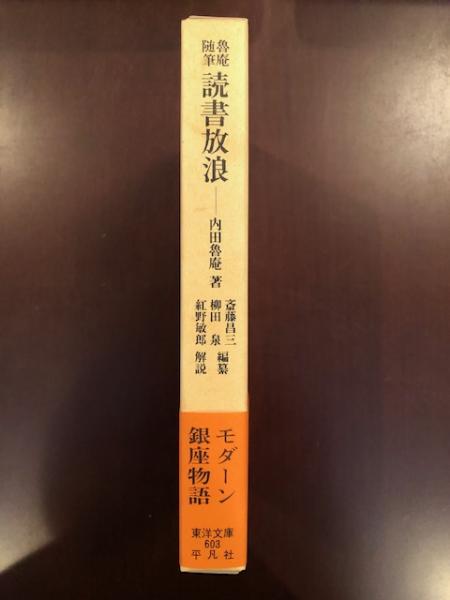 魯庵
随筆
読書放浪──内田魯庵 著
斎藤昌三
柳田 泉 編纂
紅野敏郎 解説
モダーン
銀座物語
東洋文庫
603
平凡社